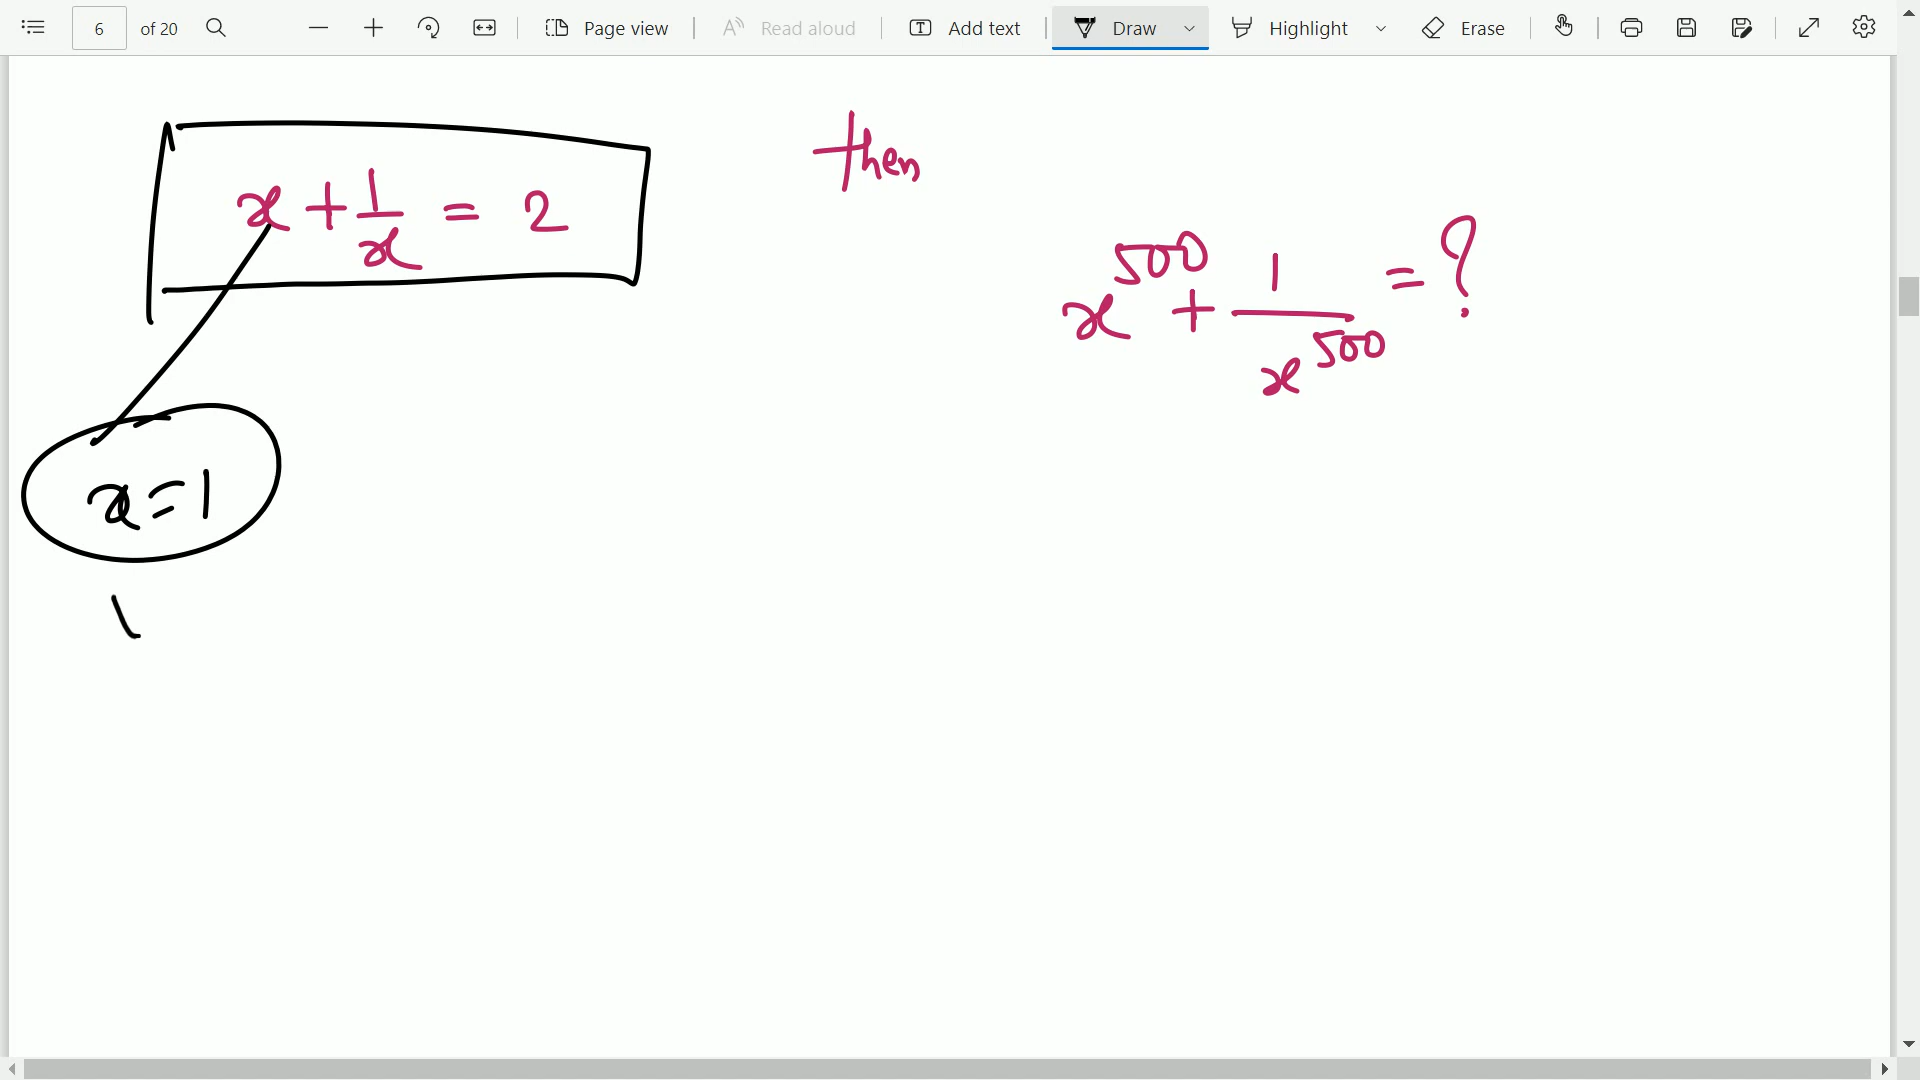 6 of 20 Page view Read aloud Add text Draw Highlight Erase
x + 1/x = 2
then
x^500 + 1/x^500 = ?
x = 1